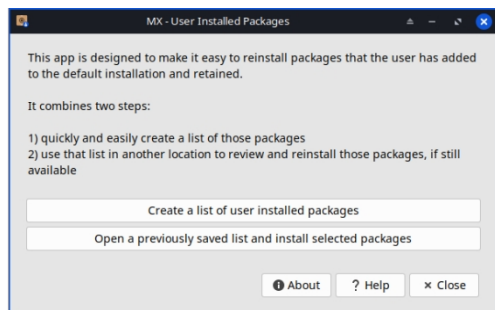 MX - User Installed Packages
This app is designed to make it easy to reinstall packages that the user has added
to the default installation and retained.
It combines two steps:
1) quickly and easily create a list of those packages
2) use that list in another location to review and reinstall those packages, if still
available
Create a list of user installed packages
Open a previously saved list and install selected packages
About
? Help
× Close